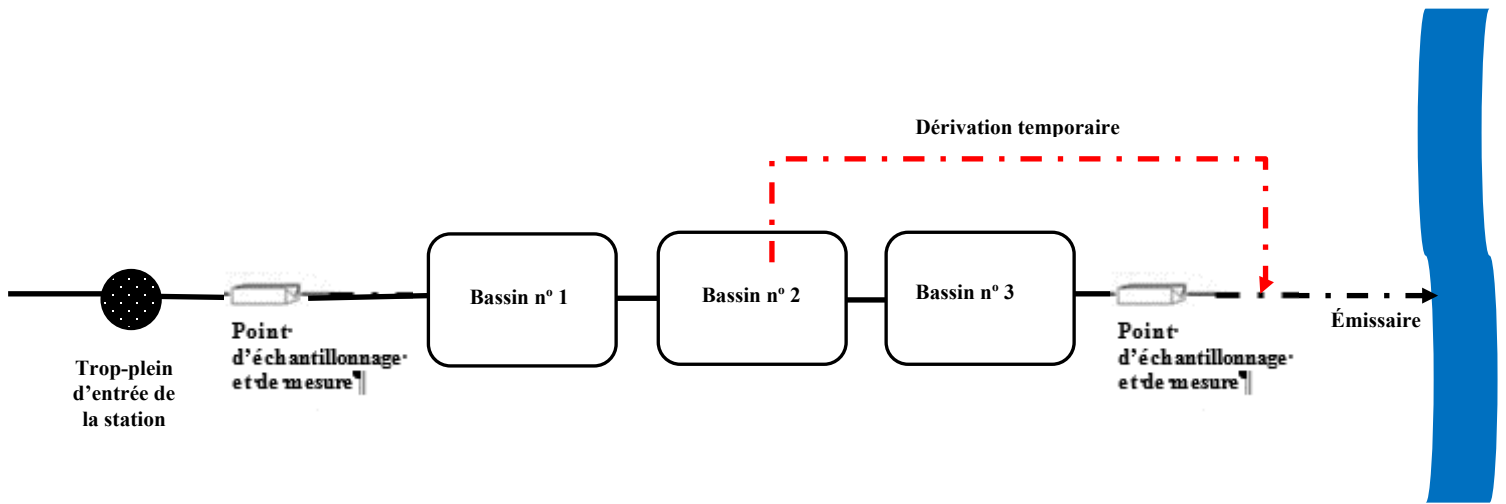 Dérivation temporaire
Bassin nº 1
Bassin nº 2
Bassin nº 3
Trop-plein
d'entrée de
la station
Point·
d'échantillonnage·
et·de·mesure¶
Point·
d'échantillonnage·
et·de·mesure¶
Émissaire